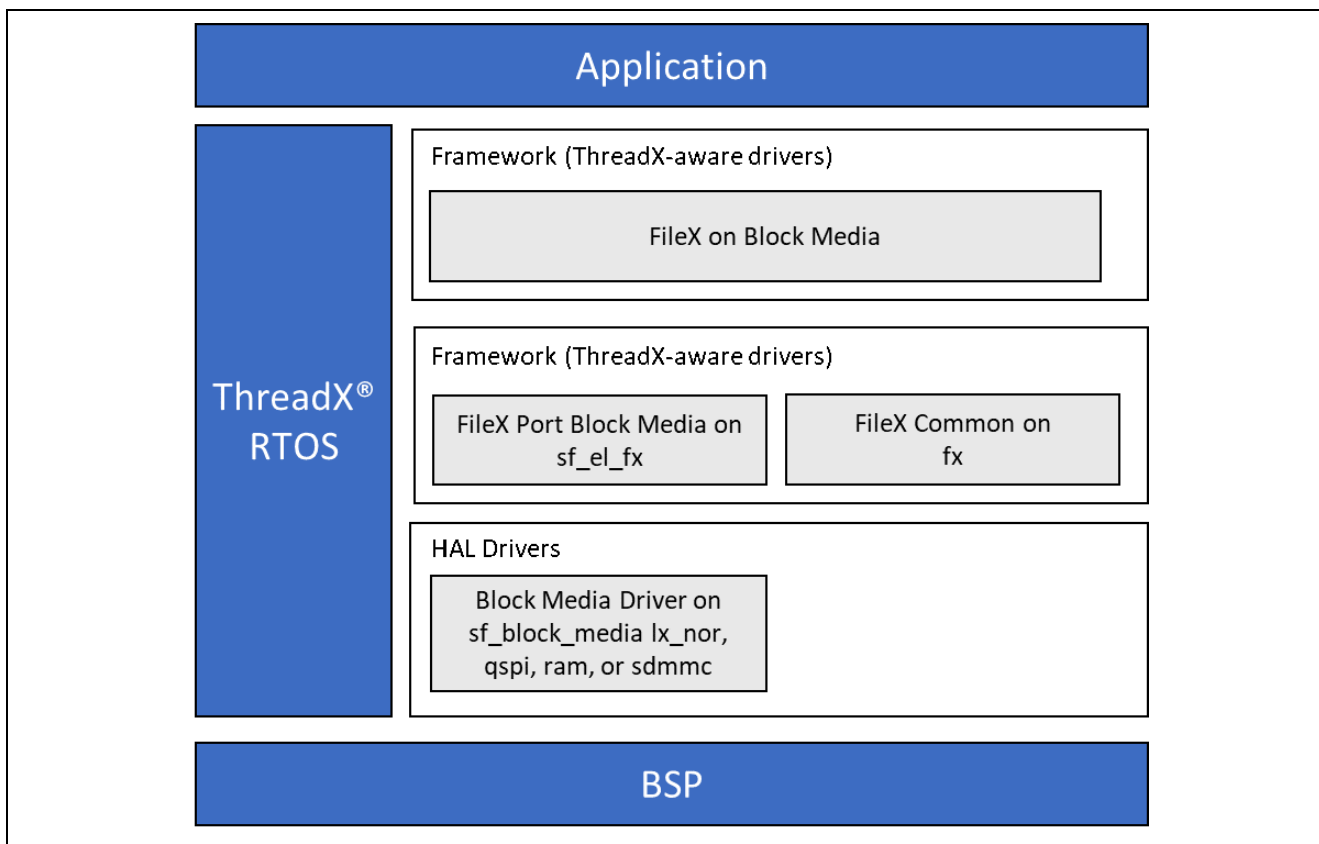 Application
ThreadX®
RTOS
Framework (ThreadX-aware drivers)
FileX on Block Media
Framework (ThreadX-aware drivers)
FileX Port Block Media on
sf_el_fx
FileX Common on
fx
HAL Drivers
Block Media Driver on
sf_block_media lx_nor,
qspi, ram, or sdmmc
BSP